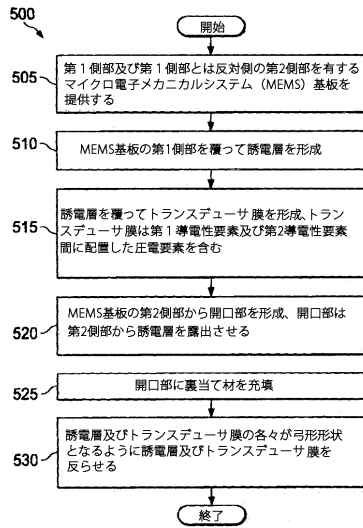 500
開始
505
第1側部及び第1側部とは反対側の第2側部を有する
マイクロ電子メカニカルシステム（MEMS）基板を
提供する
510
MEMS基板の第1側部を覆って誘電層を形成
515
誘電層を覆ってトランスデューサ膜を形成、トラン
スデューサ膜は第１導電性要素及び第2導電性要素
間に配置した圧電要素を含む
520
MEMS基板の第2側部から開口部を形成、開口部は
第2側部から誘電層を露出させる
525
開口部に裏当て材を充填
530
誘電層及びトランスデューサ膜の各々が弓形形状
となるように誘電層及びトランスデューサ膜を
反らせる
終了